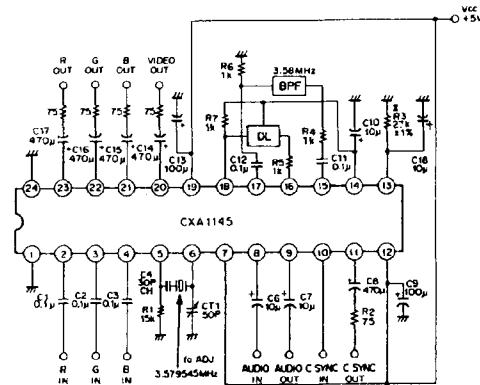 VCC
+5V
R OUT
G OUT
B OUT
VIDEO OUT
75
75
75
75
C17
470μ
C16
470μ
C15
470μ
C14
470μ
C13
100μ
R6
1k
3.58MHz
BPF
R7
1k
DL
R4
1k
C12
0.1μ
R5
1k
C11
0.1μ
C10
10μ
R3
27k
±1%
C18
10μ
24
23
22
21
20
19
18
17
16
15
14
13
CXA1145
1
2
3
4
5
6
7
8
9
10
11
12
C1
0.1μ
C2
0.1μ
C3
0.1μ
C4
30P
CH
R1
15k
CT1
50P
fo ADJ
3.579545MHz
C6
10μ
C7
10μ
C8
470μ
R2
75
C9
100μ
R IN
G IN
B IN
AUDIO IN
AUDIO OUT
C SYNC IN
C SYNC OUT